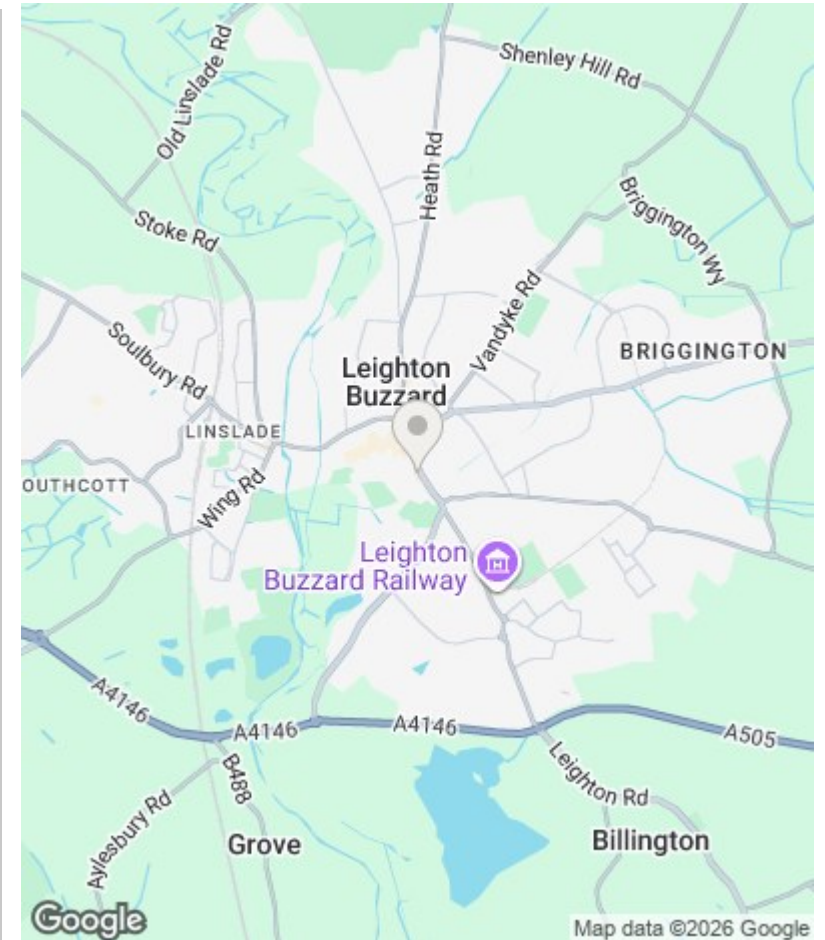 Old Linslade Rd
Shenley Hill Rd
Heath Rd
Stoke Rd
Briggington Wy
Vandyke Rd
Soulbury Rd
Leighton
Buzzard
BRIGGINGTON
LINSLADE
OUTHCOTT
Wing Rd
Leighton
Buzzard Railway
A4146
A4146
A4146
A505
B488
Leighton Rd
Aylesbury Rd
Grove
Billington
Google
Map data ©2026 Google